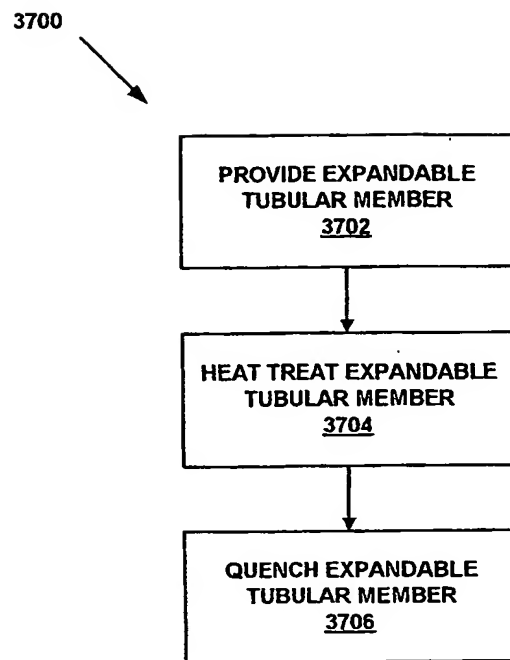 3700
PROVIDE EXPANDABLE
TUBULAR MEMBER
3702
HEAT TREAT EXPANDABLE
TUBULAR MEMBER
3704
QUENCH EXPANDABLE
TUBULAR MEMBER
3706